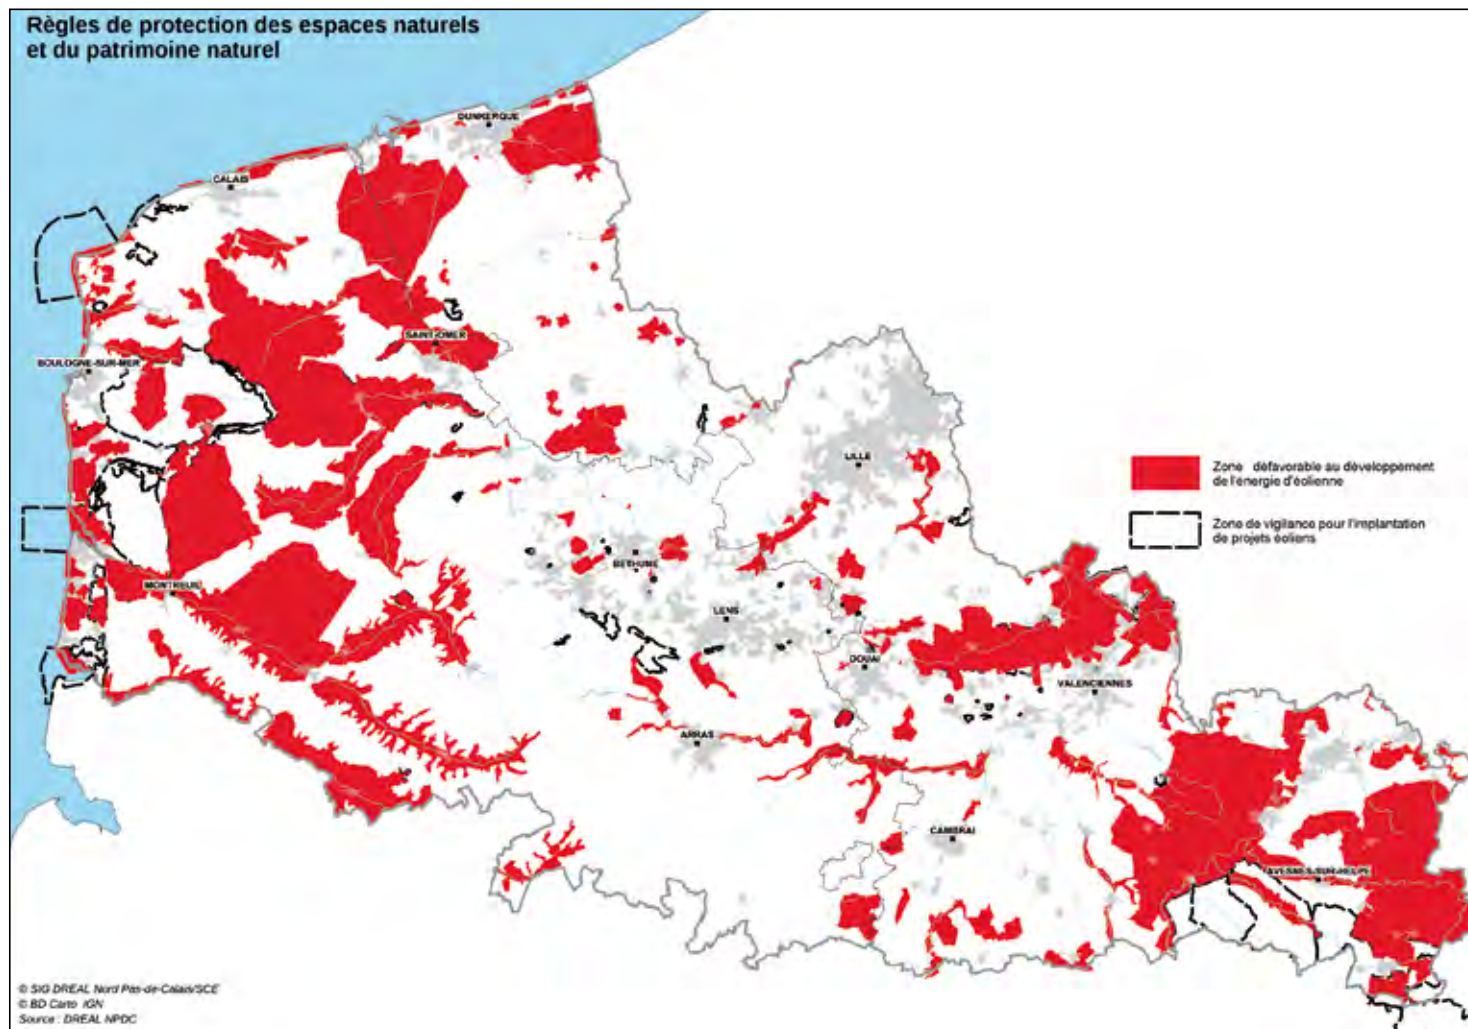 Règles de protection des espaces naturels
et du patrimoine naturel
DUNKERQUE
CALAIS
SAINT-OMER
BOULOGNE-SUR-MER
LILLE
Zone défavorable au développement
de l'énergie d'éolienne
Zone de vigilance pour l'implantation
de projets éoliens
BETHUNE
MONTREUIL
LENS
DOUAI
VALENCIENNES
ARRAS
CAMBRAI
AVESNES-SUR-HELPE
© SIG DREAL Nord Pas-de-Calais/SCE
© BD Carto IGN
Source : DREAL NPDC